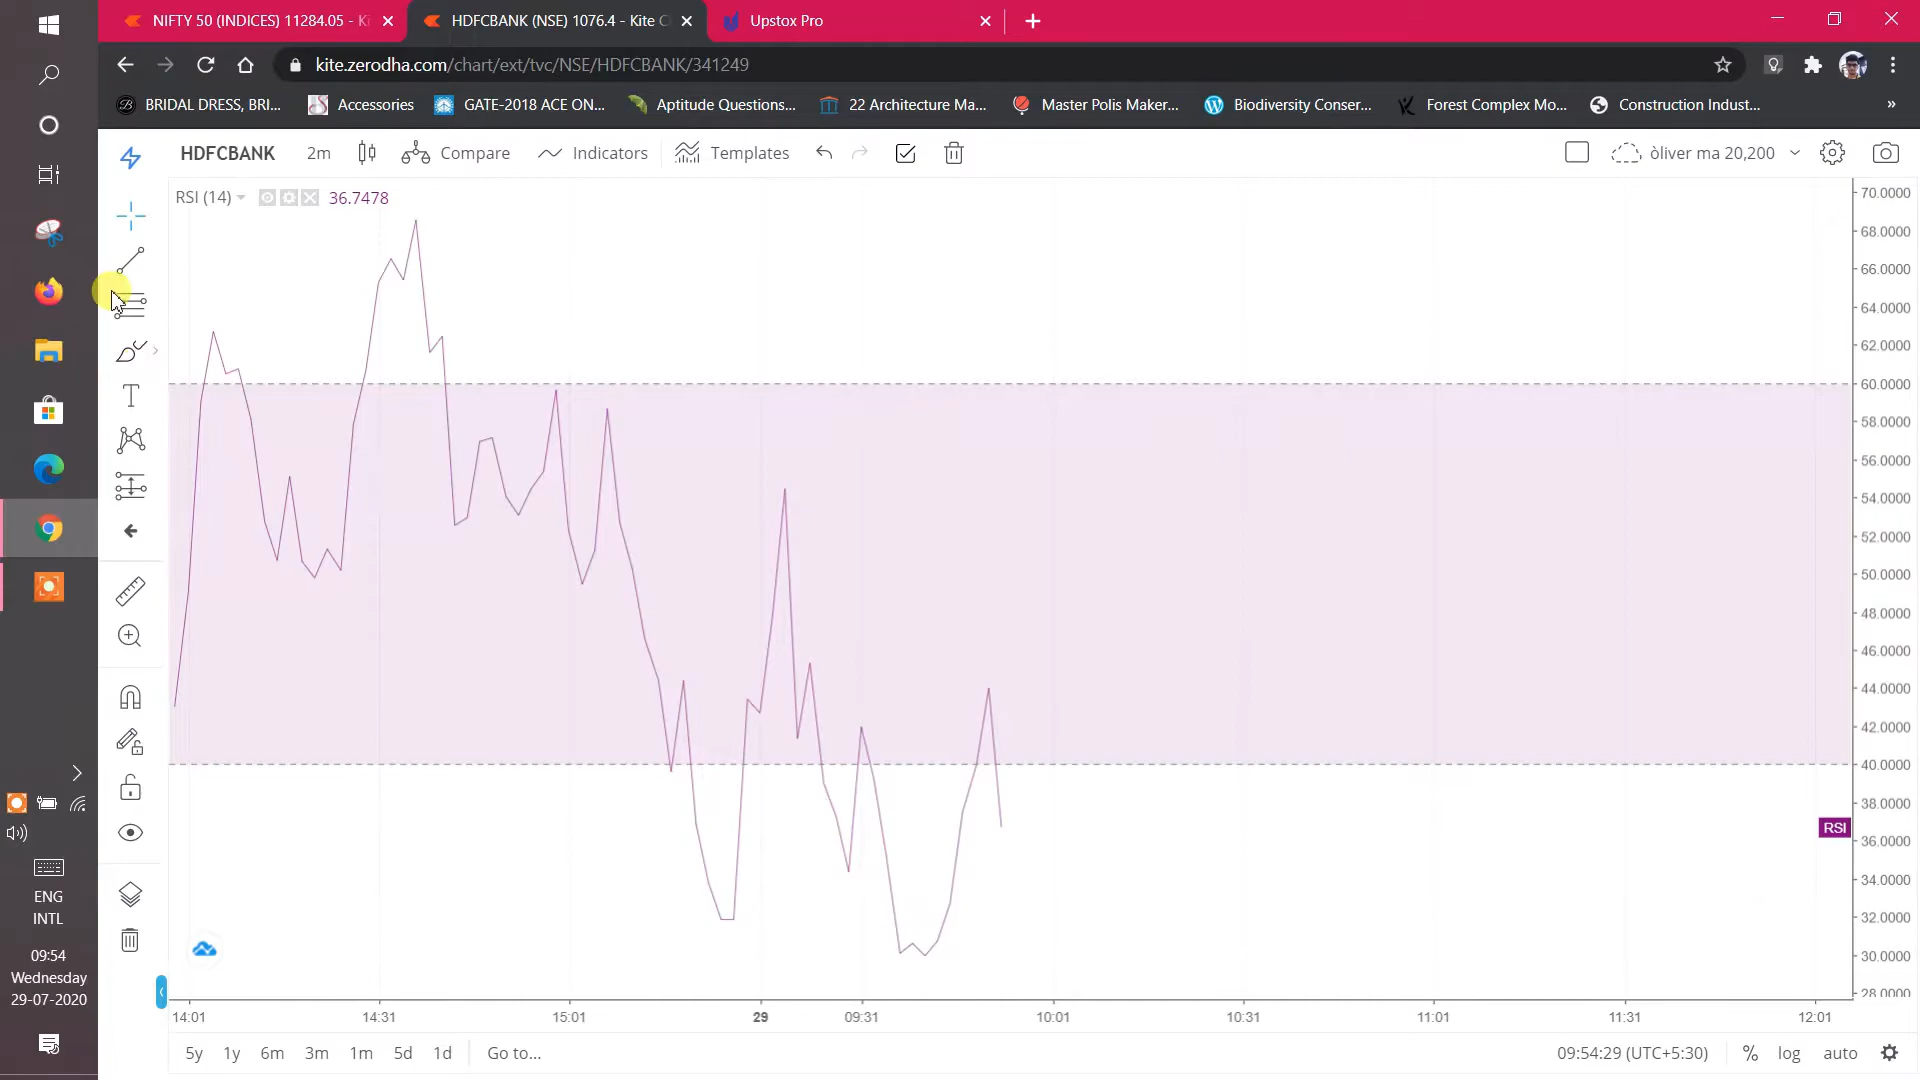 NIFTY 50 (INDICES) 11284.05 - Ki
HDFCBANK (NSE) 1076.4 - Kite C
Upstox Pro
kite.zerodha.com/chart/ext/tvc/NSE/HDFCBANK/341249
BRIDAL DRESS, BRI...
Accessories
GATE-2018 ACE ON...
Aptitude Questions...
22 Architecture Ma...
Master Polis Maker...
Biodiversity Conser...
Forest Complex Mo...
Construction Indust...
»
HDFCBANK
2m
Compare
Indicators
Templates
òliver ma 20,200
RSI (14)
36.7478
70.0000
68.0000
66.0000
64.0000
62.0000
60.0000
58.0000
56.0000
54.0000
52.0000
50.0000
48.0000
46.0000
44.0000
42.0000
40.0000
38.0000
RSI
36.0000
34.0000
32.0000
30.0000
28.0000
14:01
14:31
15:01
29
09:31
10:01
10:31
11:01
11:31
12:01
5y
1y
6m
3m
1m
5d
1d
Go to...
09:54:29 (UTC+5:30)
%
log
auto
ENG
INTL
09:54
Wednesday
29-07-2020